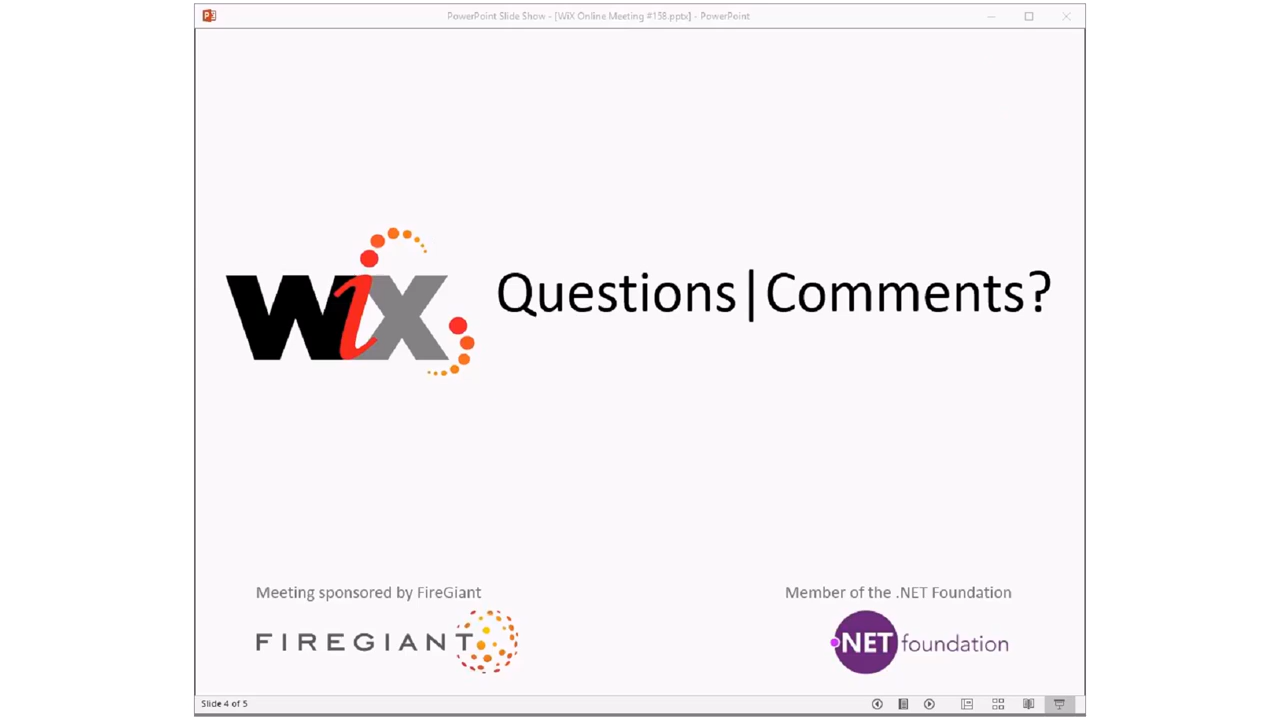 PowerPoint Slide Show - [WiX Online Meeting #158.pptx] - PowerPoint
WiX
Questions|Comments?
Meeting sponsored by FireGiant
Member of the .NET Foundation
FIREGIANT
.NET foundation
Slide 4 of 5